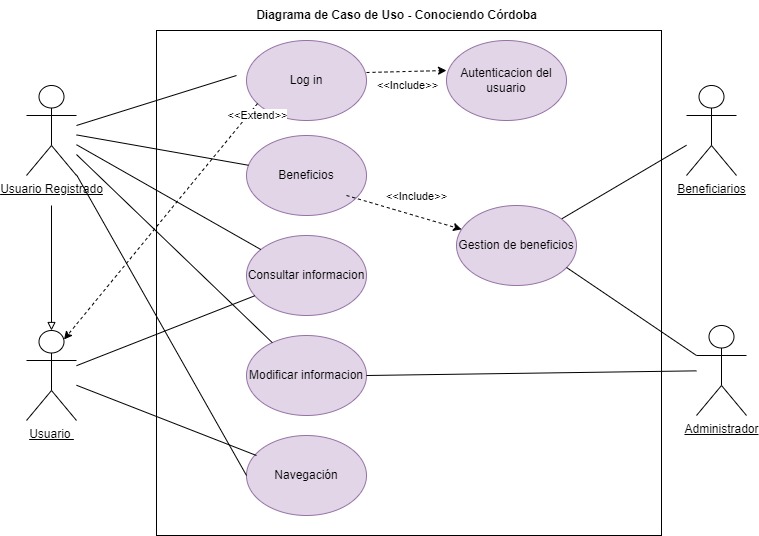 Diagrama de Caso de Uso - Conociendo Córdoba
Log in
<<Include>>
Autenticacion del
usuario
<<Extend>>
Usuario Registrado
Beneficios
<<Include>>
Beneficiarios
Gestion de beneficios
Consultar informacion
Modificar informacion
Usuario
Administrador
Navegación